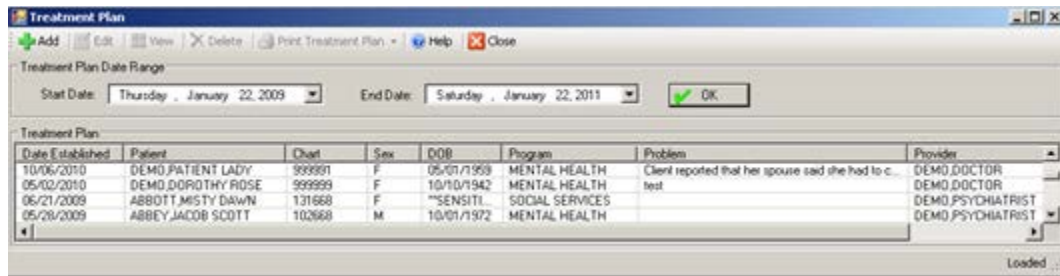 Treatment Plan
Add Edit View Delete Print Treatment Plan Help Close
Treatment Plan Date Range
Start Date: Thursday , January 22, 2009 End Date: Saturday , January 22, 2011 OK
Treatment Plan
Date Established Patient Chart Sex DOB Program Problem Provider
10/06/2010 DEMO,PATIENT LADY 999991 F 05/01/1959 MENTAL HEALTH Client reported that her spouse said she had to c... DEMO,DOCTOR
05/02/2010 DEMO,DOROTHY ROSE 999999 F 10/10/1942 MENTAL HEALTH test DEMO,DOCTOR
06/21/2009 ABBOTT,MISTY DAWN 131668 F "SENSITI... SOCIAL SERVICES DEMO,PSYCHIATRIST
05/28/2009 ABBEY,JACOB SCOTT 102668 M 10/01/1972 MENTAL HEALTH DEMO,PSYCHIATRIST
Loaded